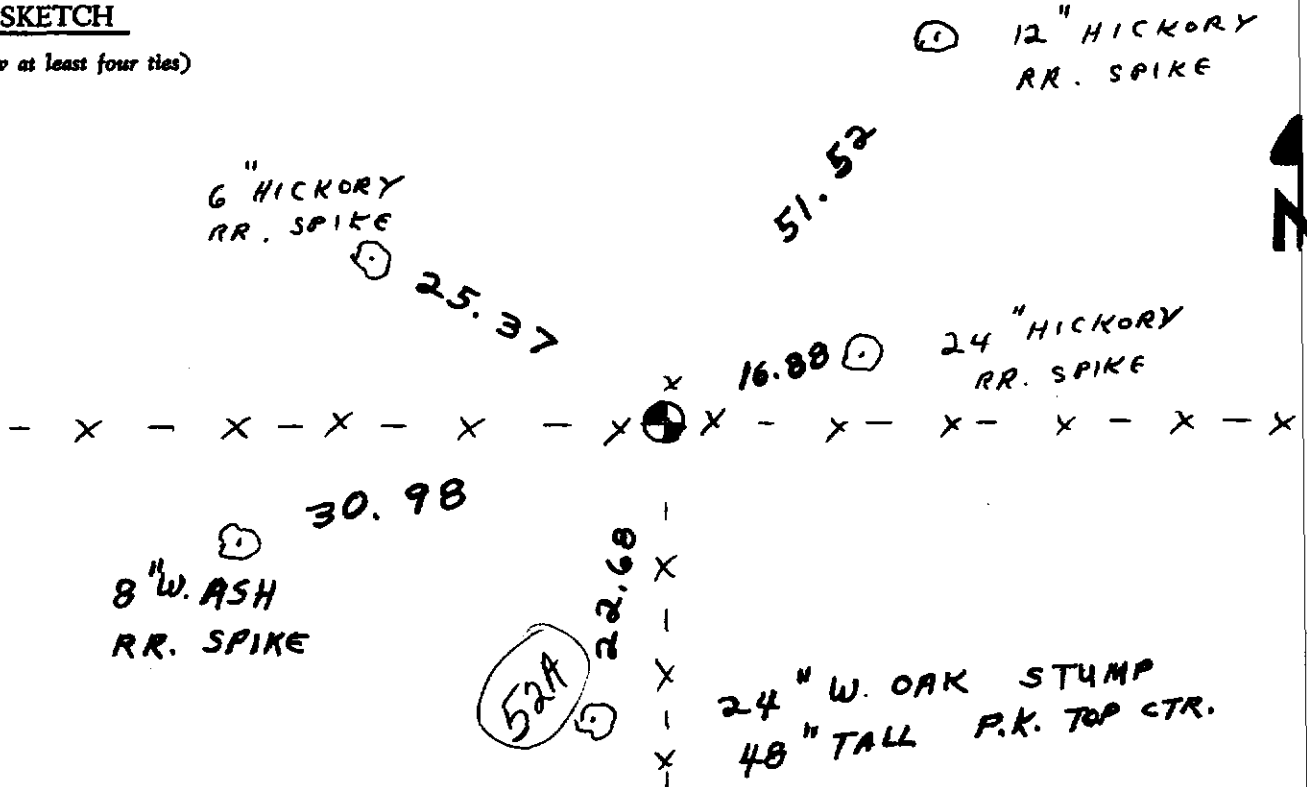 SKETCH
at least four ties)
12" HICKORY
RR. SPIKE
51.52
6" HICKORY
RR. SPIKE
25.37
N
16.88
24" HICKORY
RR. SPIKE
30.98
8" W. ASH
RR. SPIKE
22.68
52A
24" W. OAK STUMP
48" TALL P.K. TOP CTR.